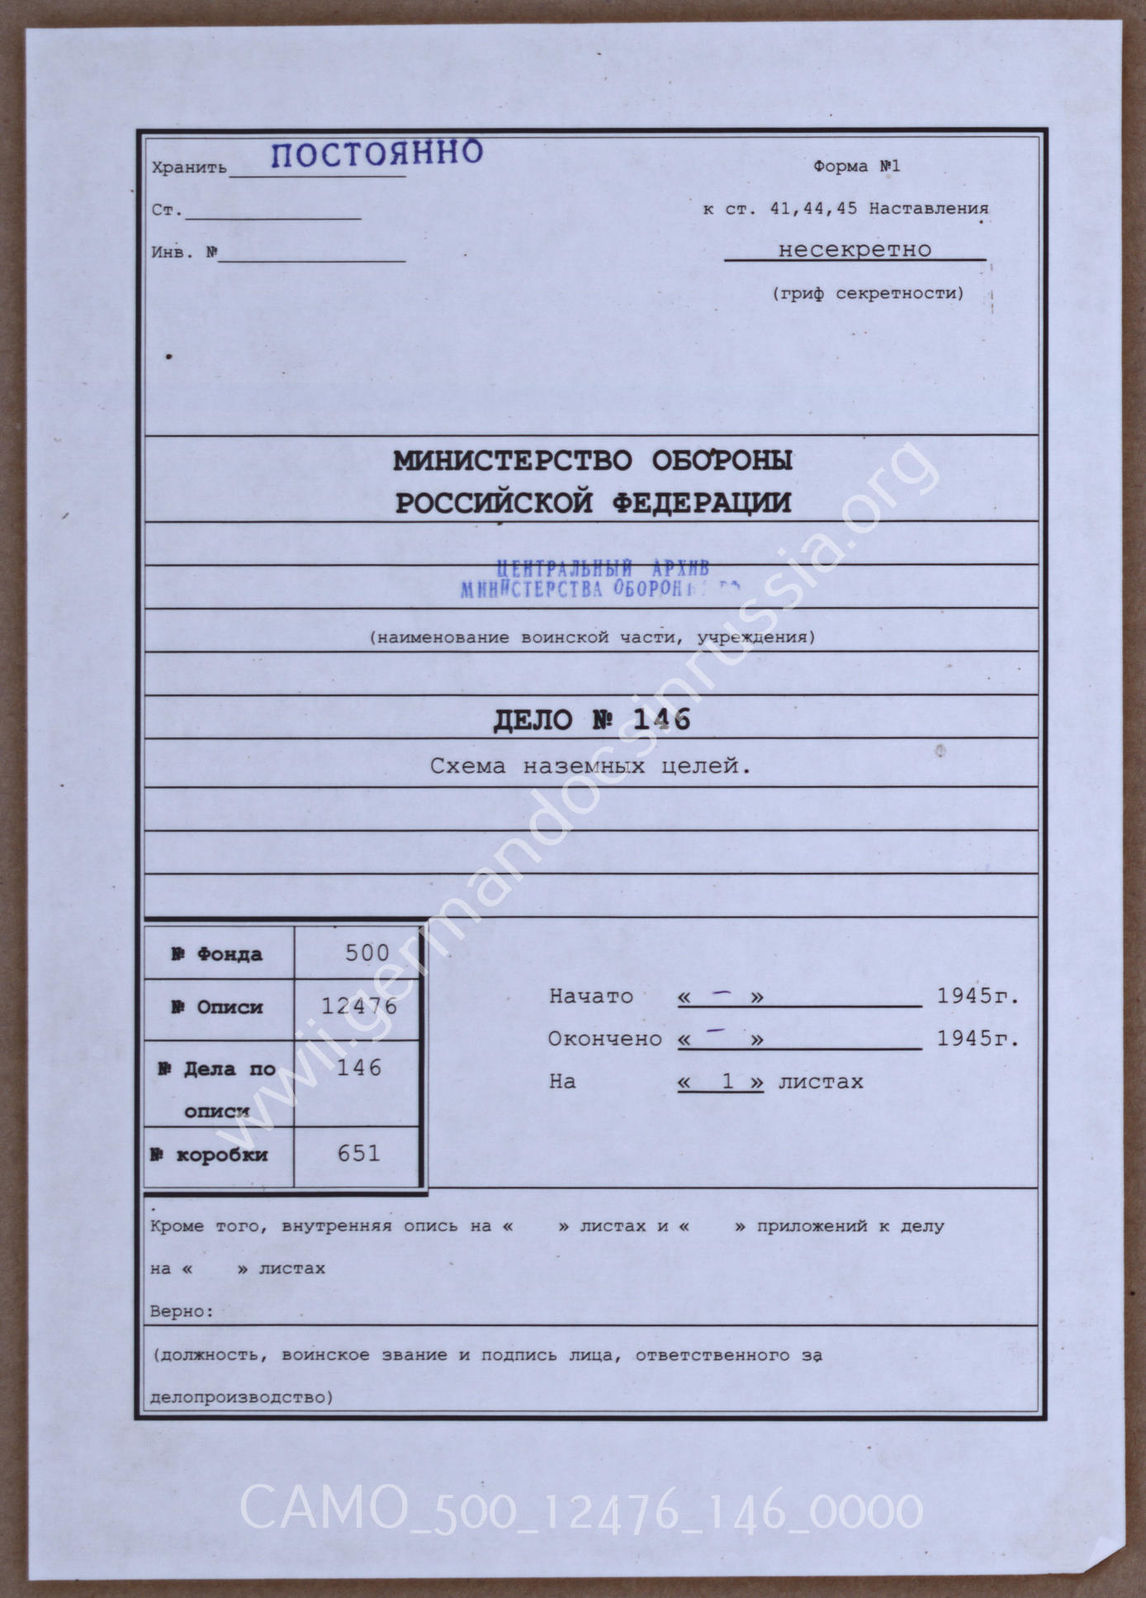 Хранить ПОСТОЯННО
Форма №1
Ст.
к ст. 41,44,45 Наставления
Инв. №
несекретно
(гриф секретности)
МИНИСТЕРСТВО ОБОРОНЫ
РОССИЙСКОЙ ФЕДЕРАЦИИ
ЦЕНТРАЛЬНЫЙ АРХИВ
МИНИСТЕРСТВА ОБОРОНЫ
(наименование воинской части, учреждения)
ДЕЛО № 146
Схема наземных целей.
№ Фонда 500
№ Описи 12476
№ Дела по описи 146
№ коробки 651
Начато « – » 1945г.
Окончено « – » 1945г.
На « 1 » листах
Кроме того, внутренняя опись на « » листах и « » приложений к делу
на « » листах
Верно:
(должность, воинское звание и подпись лица, ответственного за
делопроизводство)
wwii.germandocsinrussia.org
CAMO_500_12476_146_0000